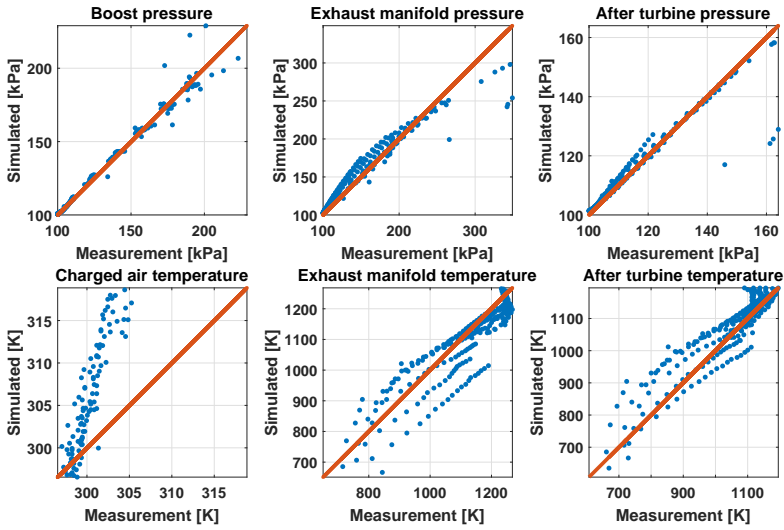 Boost pressure
Exhaust manifold pressure
After turbine pressure
Simulated [kPa]
200
150
100
100
150
200
Measurement [kPa]
Simulated [kPa]
350
300
250
200
150
100
100
200
300
Measurement [kPa]
Simulated [kPa]
160
140
120
100
100
120
140
160
Measurement [kPa]
Charged air temperature
Exhaust manifold temperature
After turbine temperature
Simulated [K]
315
310
305
300
300
305
310
315
Measurement [K]
Simulated [K]
1200
1100
1000
900
800
700
800
1000
1200
Measurement [K]
Simulated [K]
1100
1000
900
800
700
700
900
1100
Measurement [K]